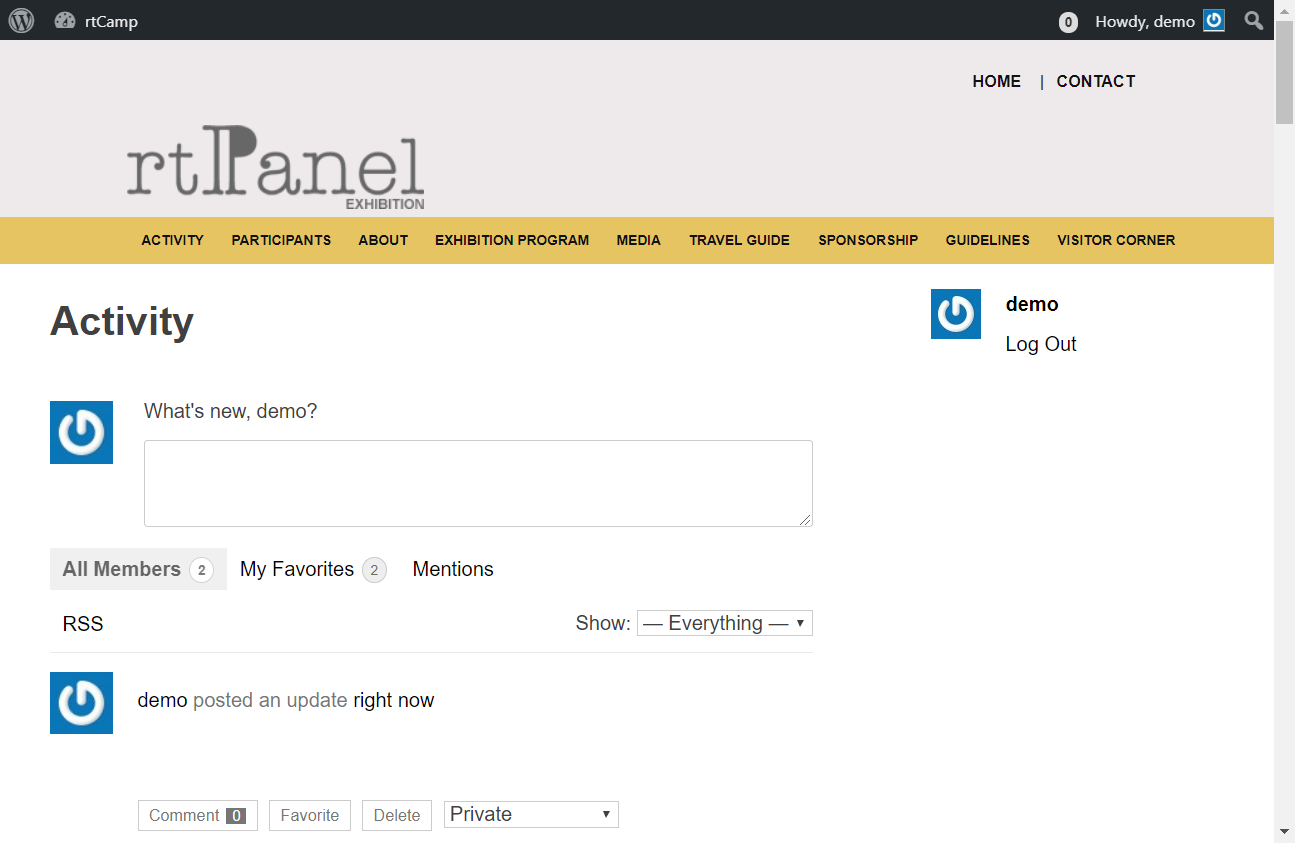 rtCamp 0 Howdy, demo
HOME | CONTACT
rtPanel
EXHIBITION
ACTIVITY PARTICIPANTS ABOUT EXHIBITION PROGRAM MEDIA TRAVEL GUIDE SPONSORSHIP GUIDELINES VISITOR CORNER
Activity
demo
Log Out
What's new, demo?
All Members 2 My Favorites 2 Mentions
RSS Show: — Everything —
demo posted an update right now
Comment 0 Favorite Delete Private